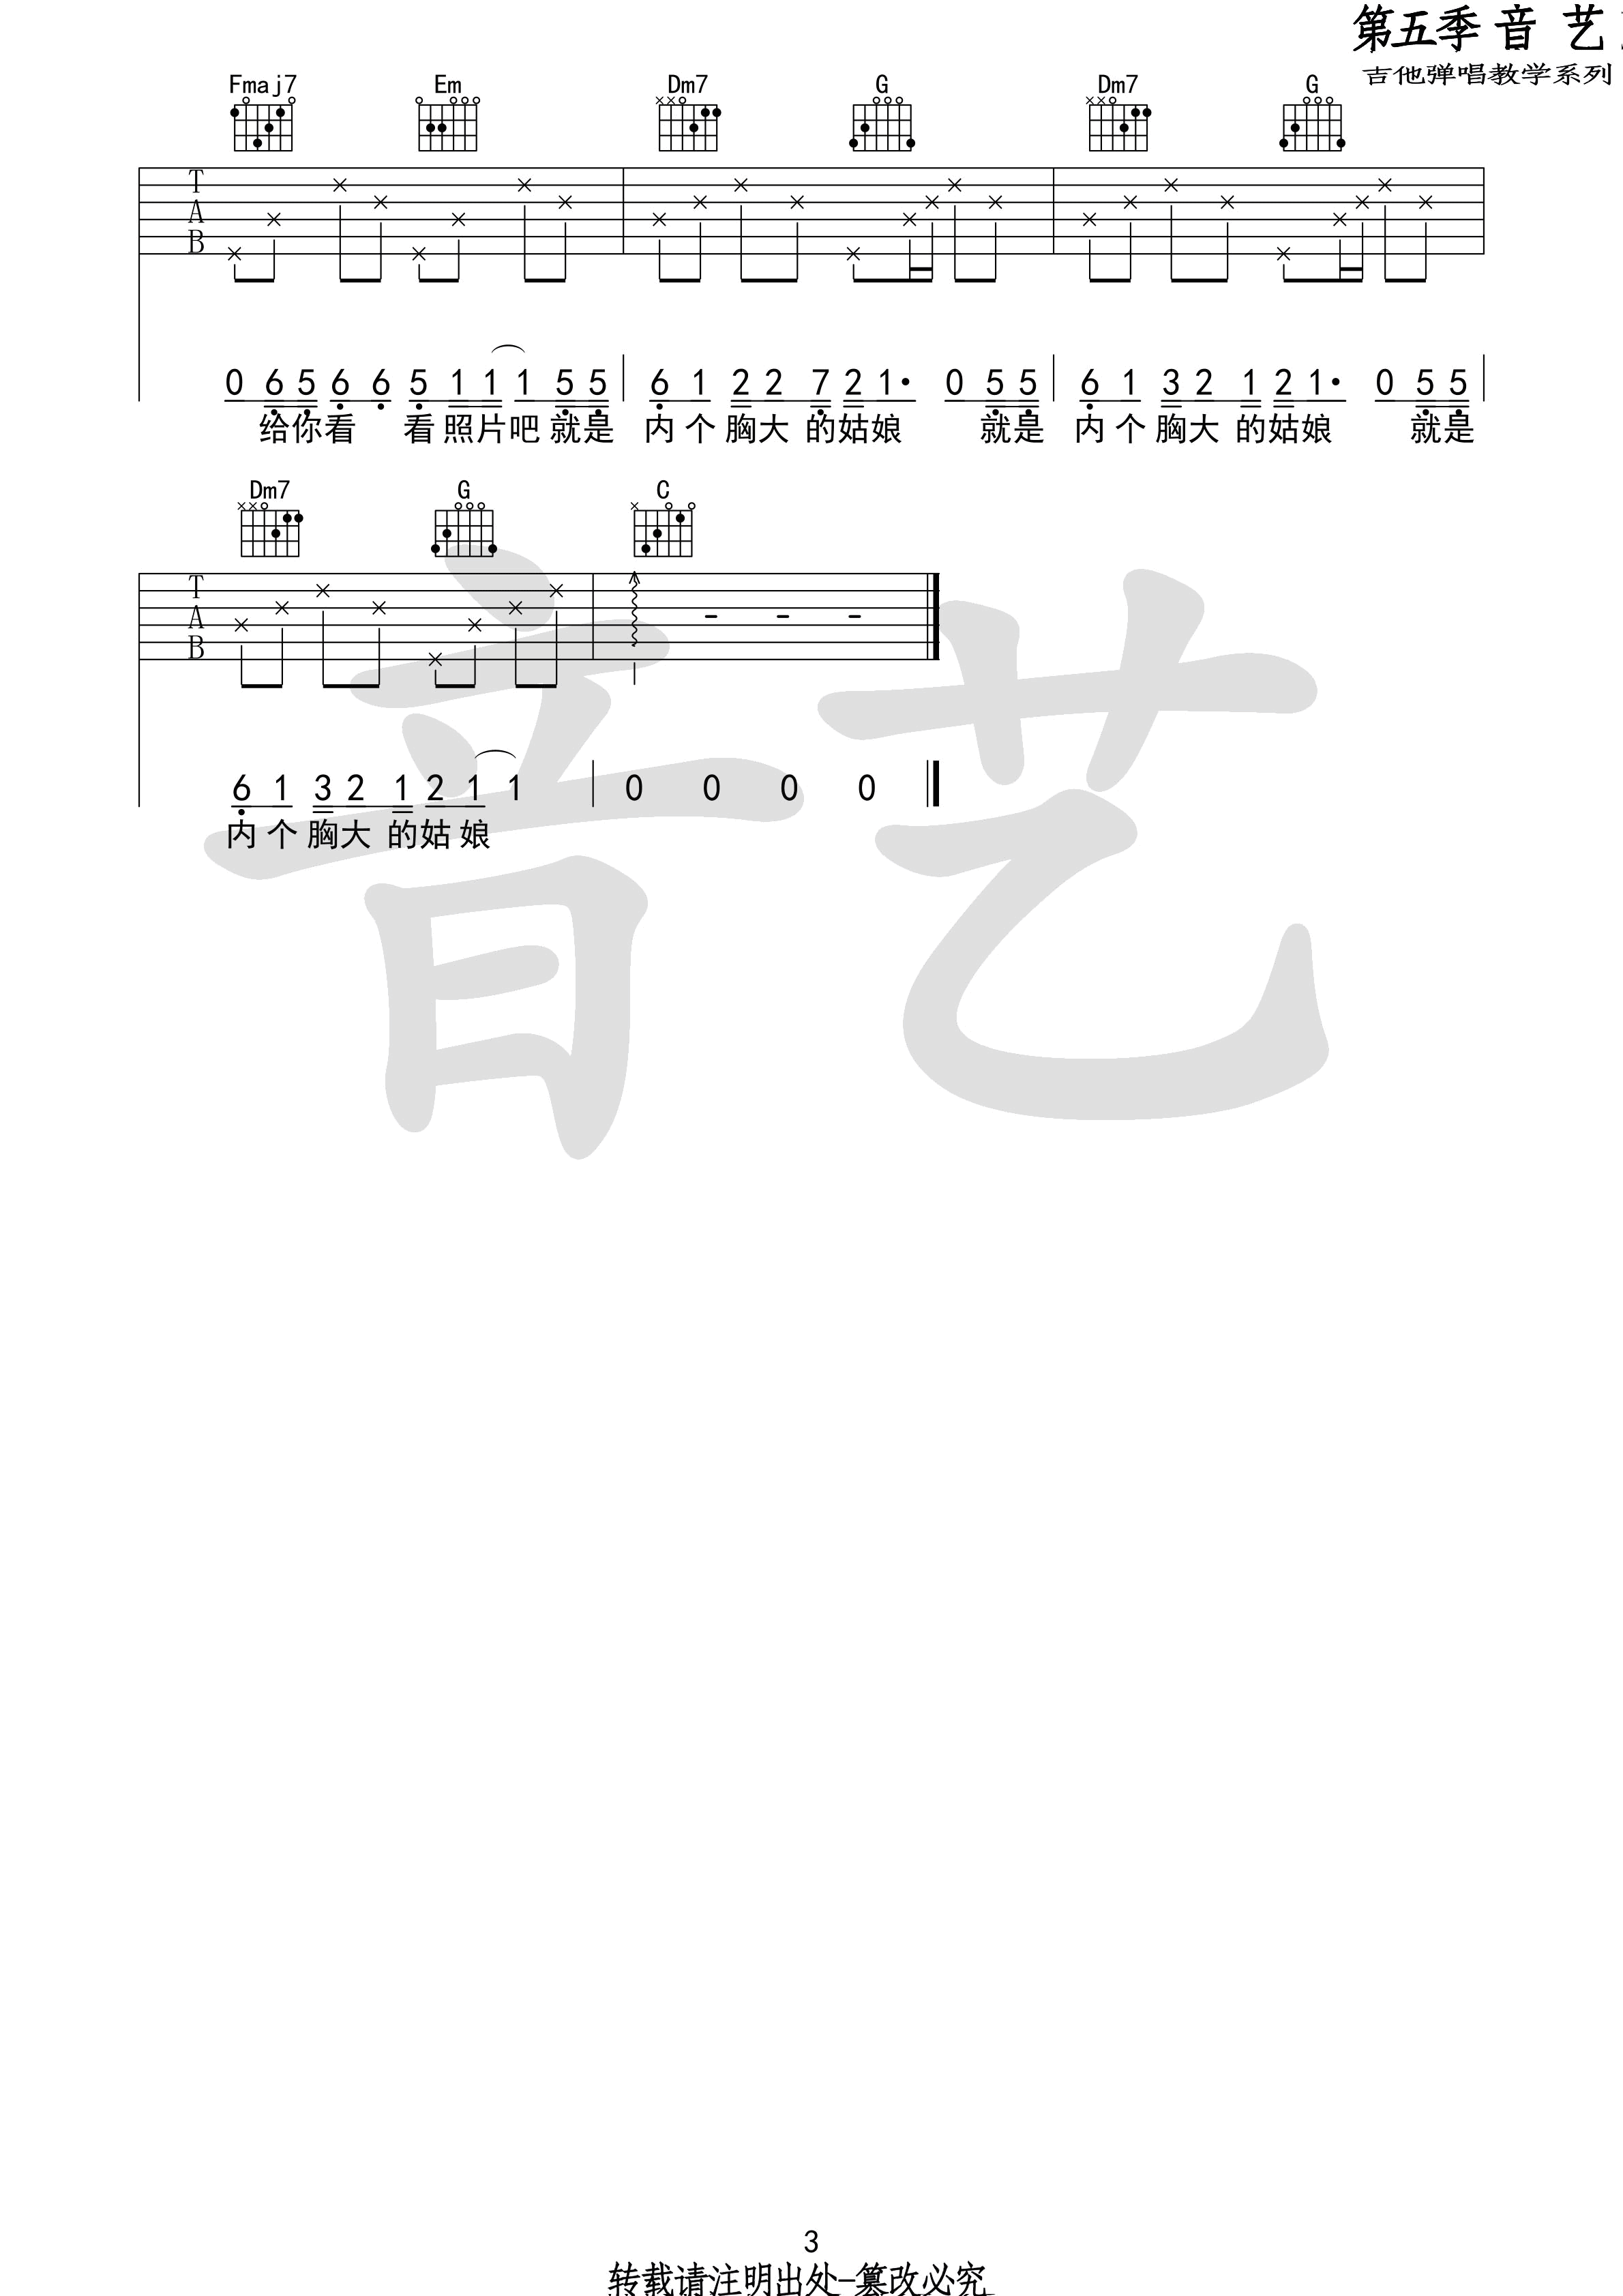 第五季 音 艺
吉他弹唱教学系列
Fmaj7 Em Dm7 G Dm7 G
T
A
B
0 6 5 6 6 5 1 1 1 5 5 6 1 2 2 7 2 1· 0 5 5 6 1 3 2 1 2 1· 0 5 5
给你看 看照片吧就是 内个胸大的姑娘 就是 内个胸大的姑娘 就是
Dm7 G C
T
A
B
6 1 3 2 1 2 1 1 0 0 0 0
内个胸大的姑娘
音艺
3
转载请注明出处-篡改必究